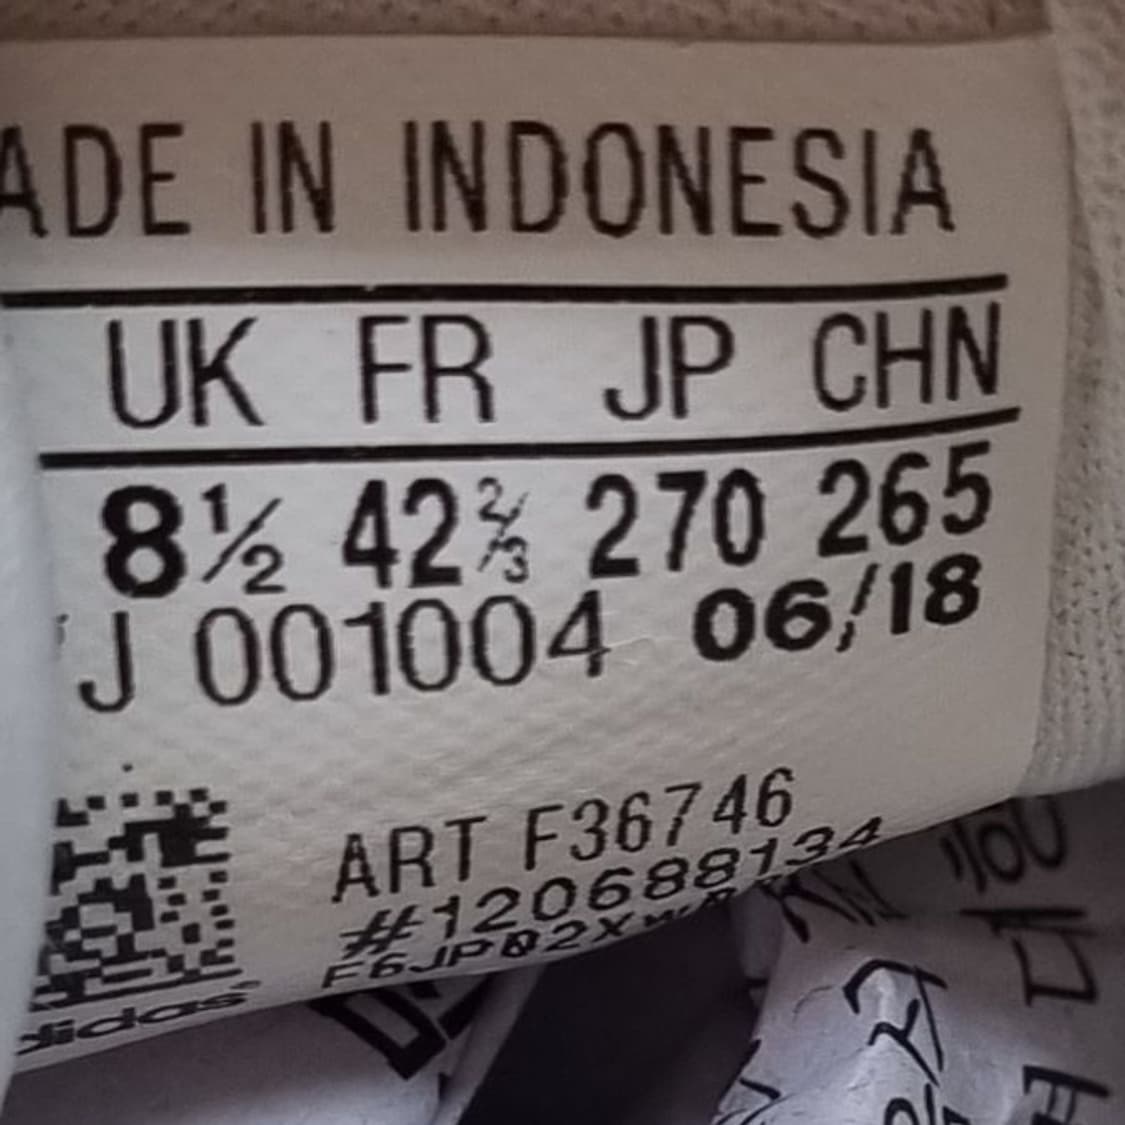 ADE IN INDONESIA
UK FR JP CHN
8½ 42⅔ 270 265
J 001004 06/18
ART F36746
#120688134
adidas